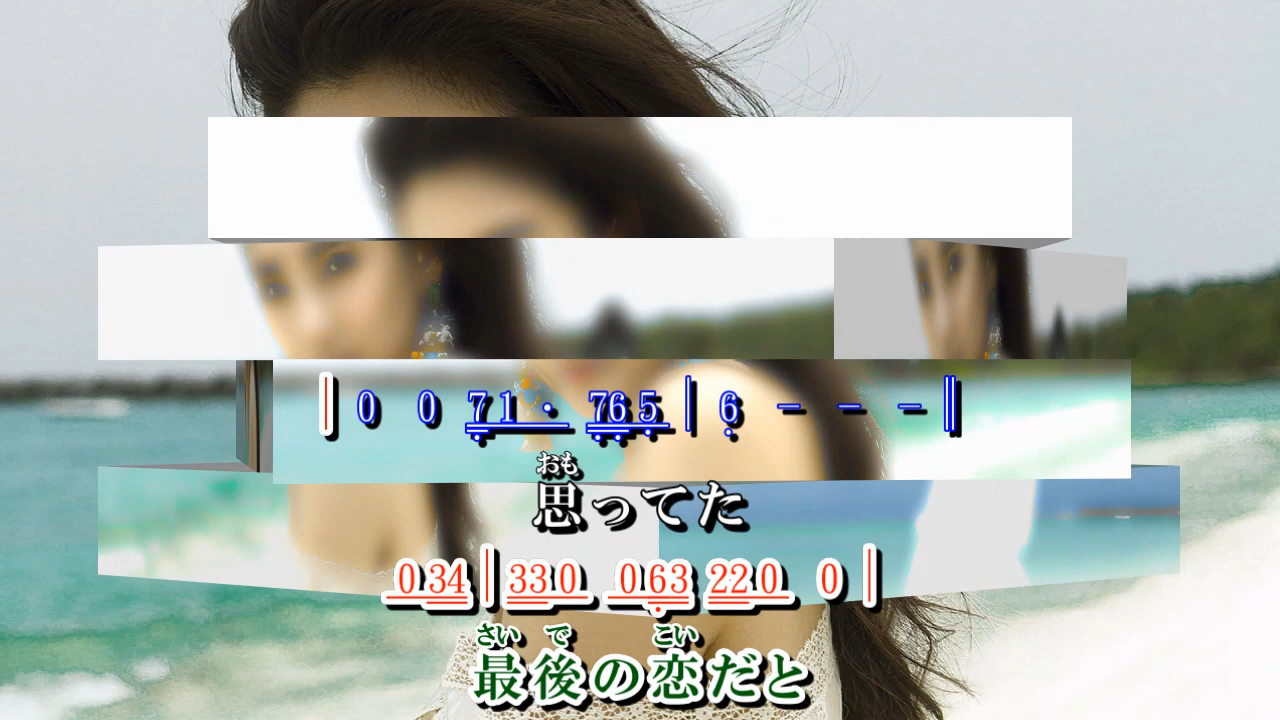 | 0 0 71・ 765 | 6 － － － ‖
おも
思ってた
034 | 330 063 220 0 |
さい で こい
最後の恋だと